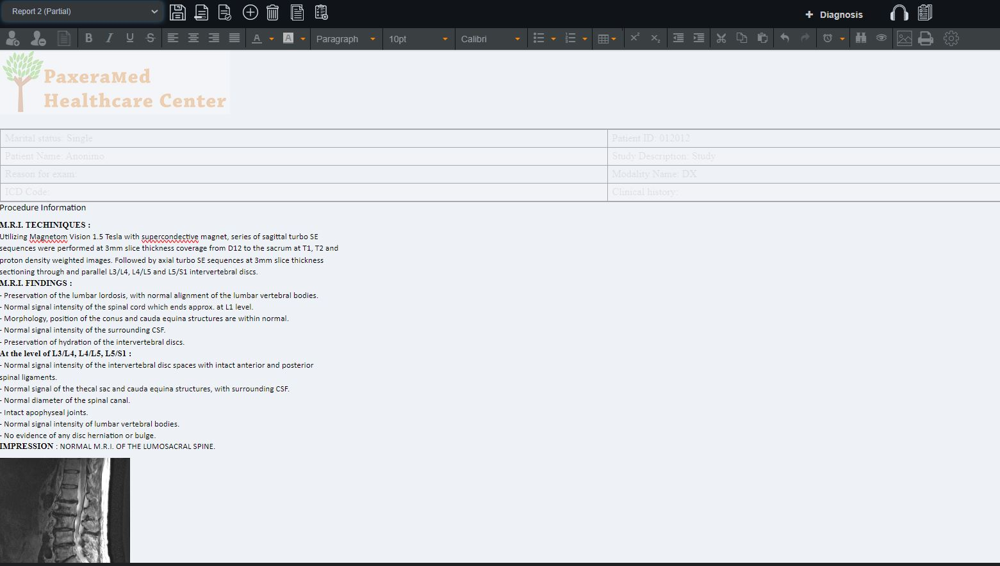 Report 2 (Partial)
+ Diagnosis
B I U S A A Paragraph 10pt Calibri x² x₂
PaxeraMed
Healthcare Center
Marital status: Single
Patient ID: 012012
Patient Name: Anonimo
Study Description: Study
Reason for exam:
Modality Name: DX
ICD Code:
Clinical history:
Procedure Information
M.R.I. TECHINIQUES :
Utilizing Magnetom Vision 1.5 Tesla with supercondective magnet, series of sagittal turbo SE
sequences were performed at 3mm slice thickness coverage from D12 to the sacrum at T1, T2 and
proton density weighted images. Followed by axial turbo SE sequences at 3mm slice thickness
sectioning through and parallel L3/L4, L4/L5 and L5/S1 intervertebral discs.
M.R.I. FINDINGS :
- Preservation of the lumbar lordosis, with normal alignment of the lumbar vertebral bodies.
- Normal signal intensity of the spinal cord which ends approx. at L1 level.
- Morphology, position of the conus and cauda equina structures are within normal.
- Normal signal intensity of the surrounding CSF.
- Preservation of hydration of the intervertebral discs.
At the level of L3/L4, L4/L5, L5/S1 :
- Normal signal intensity of the intervertebral disc spaces with intact anterior and posterior
spinal ligaments.
- Normal signal of the thecal sac and cauda equina structures, with surrounding CSF.
- Normal diameter of the spinal canal.
- Intact apophyseal joints.
- Normal signal intensity of lumbar vertebral bodies.
- No evidence of any disc herniation or bulge.
IMPRESSION : NORMAL M.R.I. OF THE LUMOSACRAL SPINE.